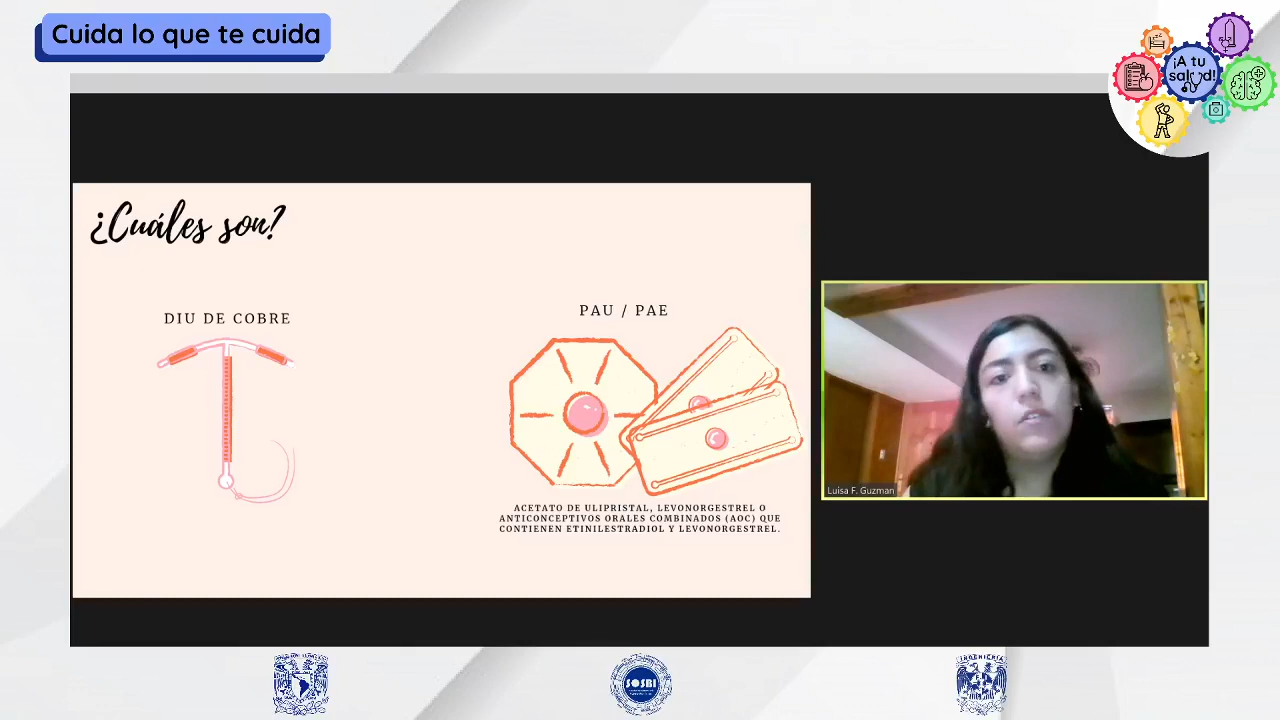 Cuida lo que te cuida
¡A tu
salud!
¿Cuáles son?
DIU DE COBRE
PAU / PAE
ACETATO DE ULIPRISTAL, LEVONORGESTREL O
ANTICONCEPTIVOS ORALES COMBINADOS (AOC) QUE
CONTIENEN ETINILESTRADIOL Y LEVONORGESTREL.
Luisa F. Guzman
SOSBI